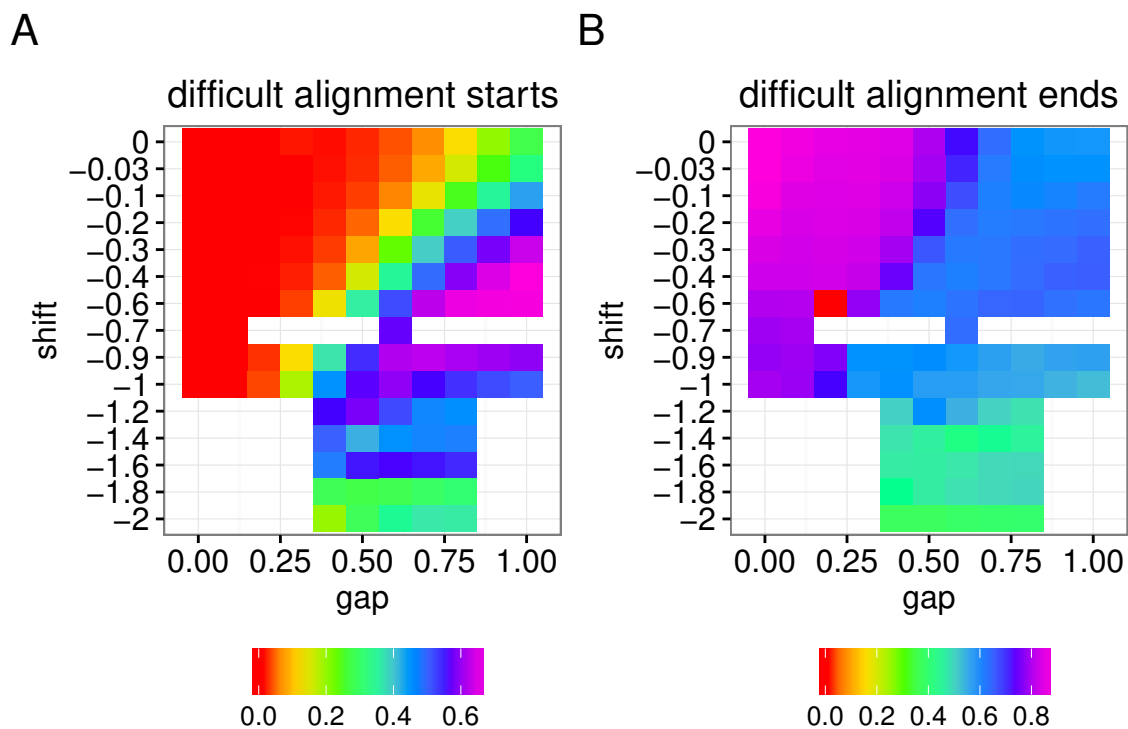 A
difficult alignment starts
shift
0
−0.03
−0.1
−0.2
−0.3
−0.4
−0.6
−0.7
−0.9
−1
−1.2
−1.4
−1.6
−1.8
−2
0.00 0.25 0.50 0.75 1.00
gap
0.0 0.2 0.4 0.6
B
difficult alignment ends
shift
0
−0.03
−0.1
−0.2
−0.3
−0.4
−0.6
−0.7
−0.9
−1
−1.2
−1.4
−1.6
−1.8
−2
0.00 0.25 0.50 0.75 1.00
gap
0.0 0.2 0.4 0.6 0.8